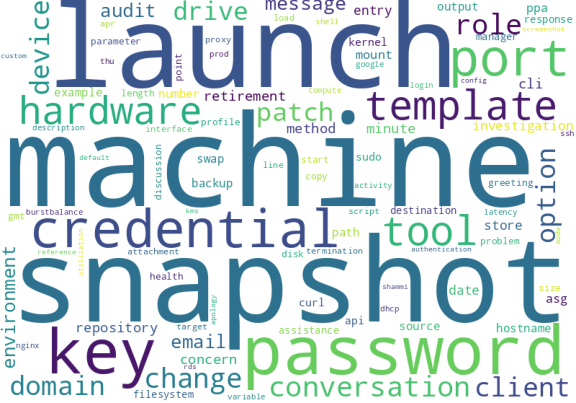 audit drive message entry output ppa
device apr launch load shell role response
custom parameter thu point proxy prod kernel mount google manager port screenshot
example length number retirement compute login cli config
hardware patch template
description interface profile method minute investigation ssh
machine
default discussion swap backup line start copy sudo activity greeting option
gmt burstbalance kms script destination latency
credential path tool store
reference utilization attachment disk termination authentication problem
snapshot
environment health curl shammi dhcp date size asg
repository target apology api source hostname
nginx key email concern rds assistance password
domain change conversation client
filesystem variable